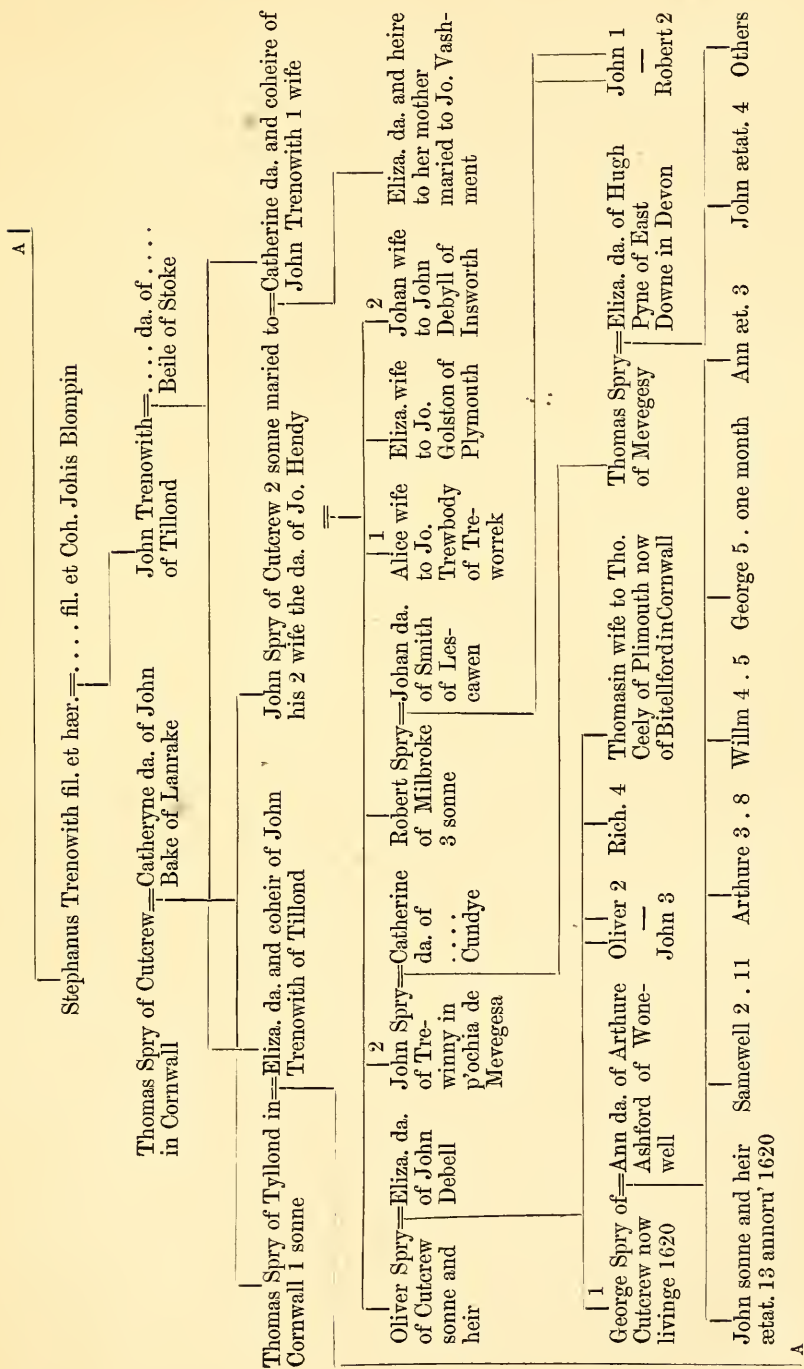 A
Stephanus Trenowith fil. et hær.=. . . . fil. et Coh. Johis Blompin
Thomas Spry of Cutcrew=Catheryne da. of John
in Cornwall
Bake of Lanrake
John Trenowith=. . . . da. of . . . .
of Tillond
Beile of Stoke
Thomas Spry of Tyllond in=Eliza. da. and coheir of John
Cornwall 1 sonne
Trenowith of Tillond
John Spry of Cutcrew 2 sonne maried to=Catherine da. and coheire of
his 2 wife the da. of Jo. Hendy
John Trenowith 1 wife
=
Oliver Spry=Eliza. da.
of Cutcrew
of John
sonne and
Debell
heir
2
John Spry=Catherine
of Tre-
da. of
winny in
. . . .
p'ochia de
Cundye
Mevegesa
Robert Spry=Johan da.
of Milbroke
of Smith
3 sonne
of Les-
cawen
1
Alice wife
to Jo.
Trewbody
of Tre-
worrek
Eliza. wife
to Jo.
Golston of
Plymouth
2
Johan wife
to John
Debyll of
Insworth
Eliza. da. and heire
to her mother
maried to Jo. Vash-
ment
1
George Spry of=Ann da. of Arthure
Cutcrew now
Ashford of Wone-
livinge 1620
well
Oliver 2
—
John 3
Rich. 4
Thomasin wife to Tho.
Ceely of Plimouth now
of Bitellford in Cornwall
Thomas Spry=Eliza. da. of Hugh
of Mevegesy
Pyne of East
Downe in Devon
John 1
—
Robert 2
John sonne and heir
ætat. 13 annoru' 1620
Samewell 2 . 11
Arthure 3 . 8
Willm 4 . 5
George 5 . one month
Ann æt. 3
John ætat. 4
Others
A